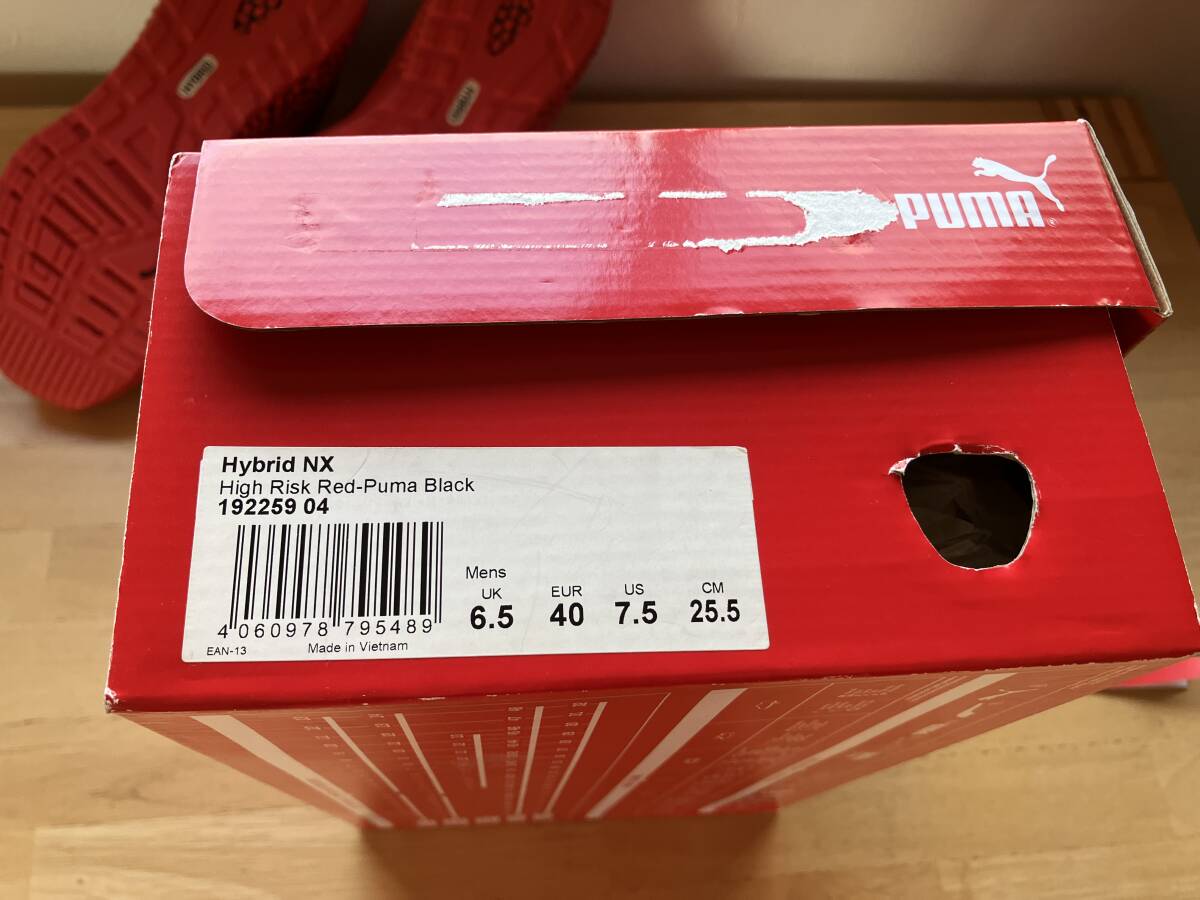 HYBRID
HYBRID
PUMA
Hybrid NX
High Risk Red-Puma Black
192259 04
Mens
UK EUR US CM
6.5 40 7.5 25.5
4 060978 795489
EAN-13 Made in Vietnam